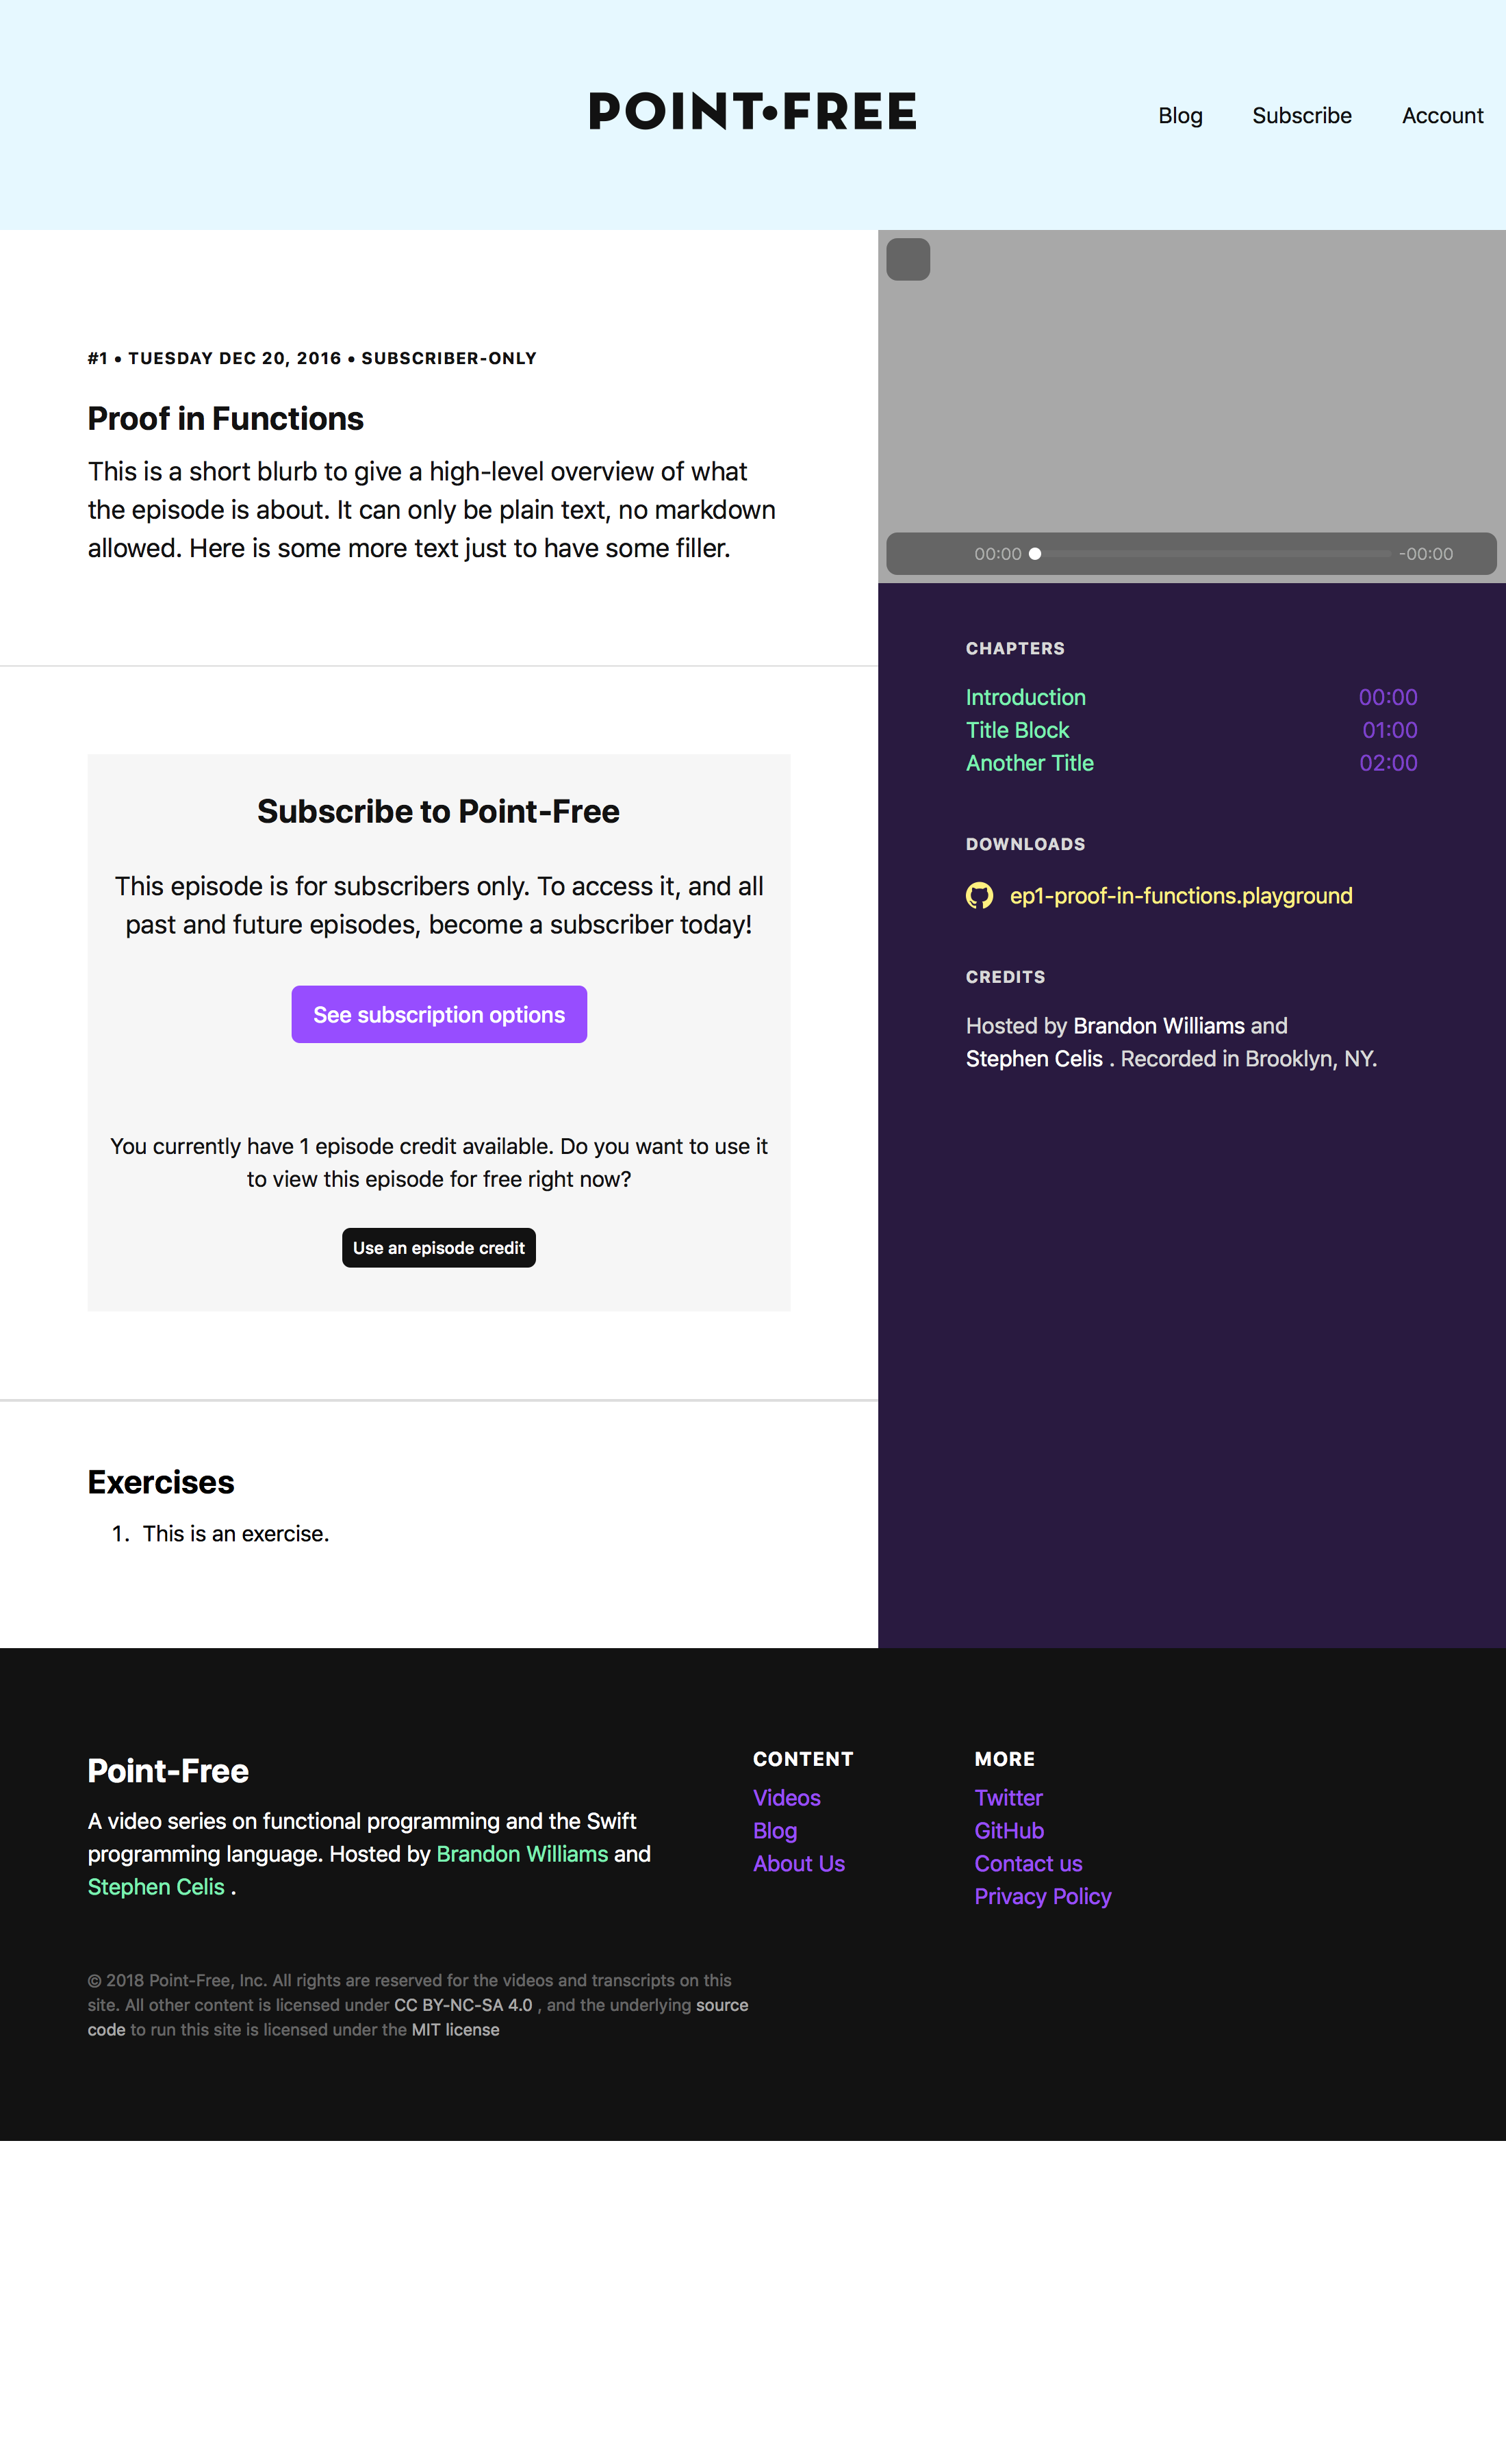 POINT•FREE
Blog
Subscribe
Account
#1 • TUESDAY DEC 20, 2016 • SUBSCRIBER-ONLY
Proof in Functions
This is a short blurb to give a high-level overview of what
the episode is about. It can only be plain text, no markdown
allowed. Here is some more text just to have some filler.
Subscribe to Point-Free
This episode is for subscribers only. To access it, and all
past and future episodes, become a subscriber today!
See subscription options
You currently have 1 episode credit available. Do you want to use it
to view this episode for free right now?
Use an episode credit
Exercises
1. This is an exercise.
00:00
-00:00
CHAPTERS
Introduction 00:00
Title Block 01:00
Another Title 02:00
DOWNLOADS
ep1-proof-in-functions.playground
CREDITS
Hosted by Brandon Williams and
Stephen Celis . Recorded in Brooklyn, NY.
Point-Free
A video series on functional programming and the Swift
programming language. Hosted by Brandon Williams and
Stephen Celis .
CONTENT
Videos
Blog
About Us
MORE
Twitter
GitHub
Contact us
Privacy Policy
© 2018 Point-Free, Inc. All rights are reserved for the videos and transcripts on this
site. All other content is licensed under CC BY-NC-SA 4.0 , and the underlying source
code to run this site is licensed under the MIT license